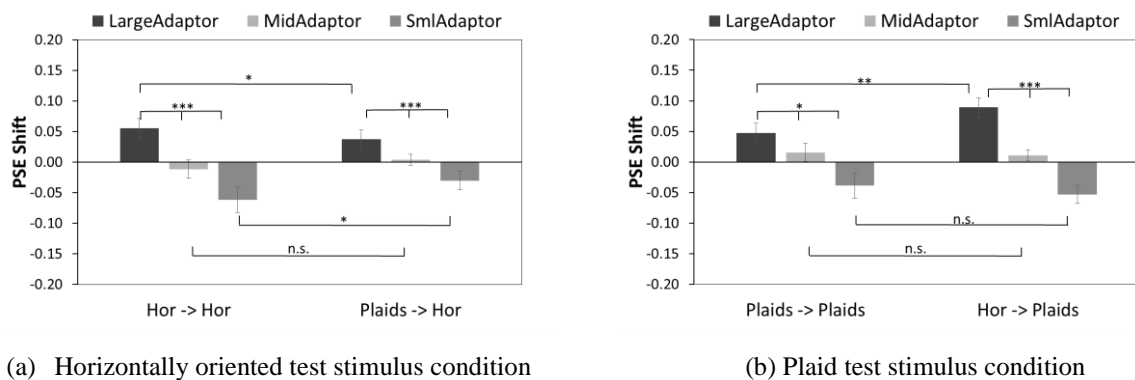 LargeAdaptor MidAdaptor SmlAdaptor
0.20
0.15
0.10
0.05
0.00
-0.05
-0.10
-0.15
-0.20
PSE Shift
*
***
***
*
n.s.
Hor -> Hor
Plaids -> Hor
(a) Horizontally oriented test stimulus condition
LargeAdaptor MidAdaptor SmlAdaptor
0.20
0.15
0.10
0.05
0.00
-0.05
-0.10
-0.15
-0.20
PSE Shift
**
*
***
n.s.
n.s.
Plaids -> Plaids
Hor -> Plaids
(b) Plaid test stimulus condition